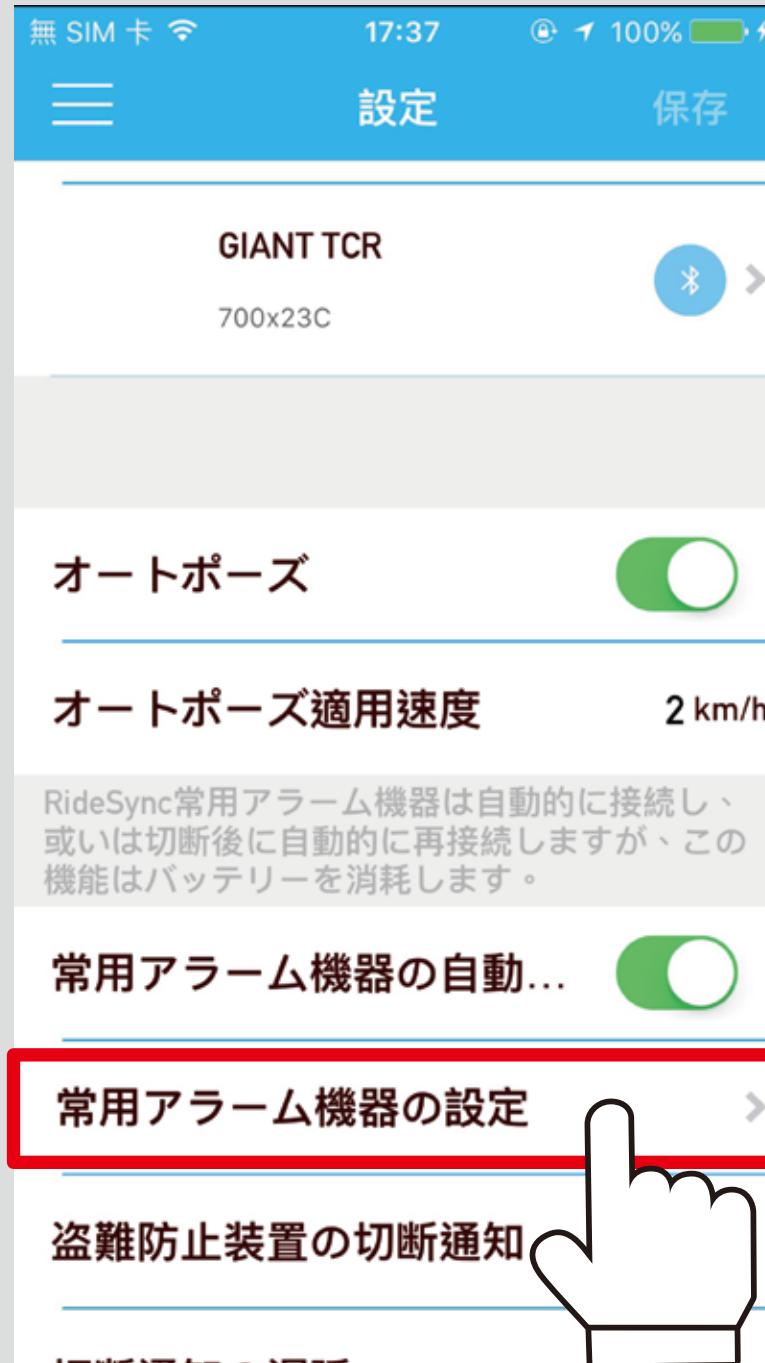 無 SIM 卡 17:37 100%
設定 保存
GIANT TCR
700x23C
オートポーズ
オートポーズ適用速度 2 km/h
RideSync常用アラーム機器は自動的に接続し、
或いは切断後に自動的に再接続しますが、この
機能はバッテリーを消耗します。
常用アラーム機器の自動...
常用アラーム機器の設定
盗難防止装置の切断通知